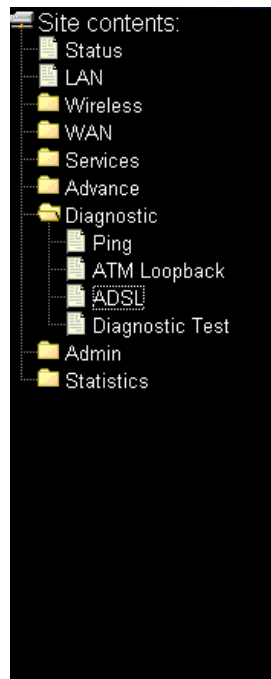 Site contents:
Status
LAN
Wireless
WAN
Services
Advance
Diagnostic
Ping
ATM Loopback
ADSL
Diagnostic Test
Admin
Statistics